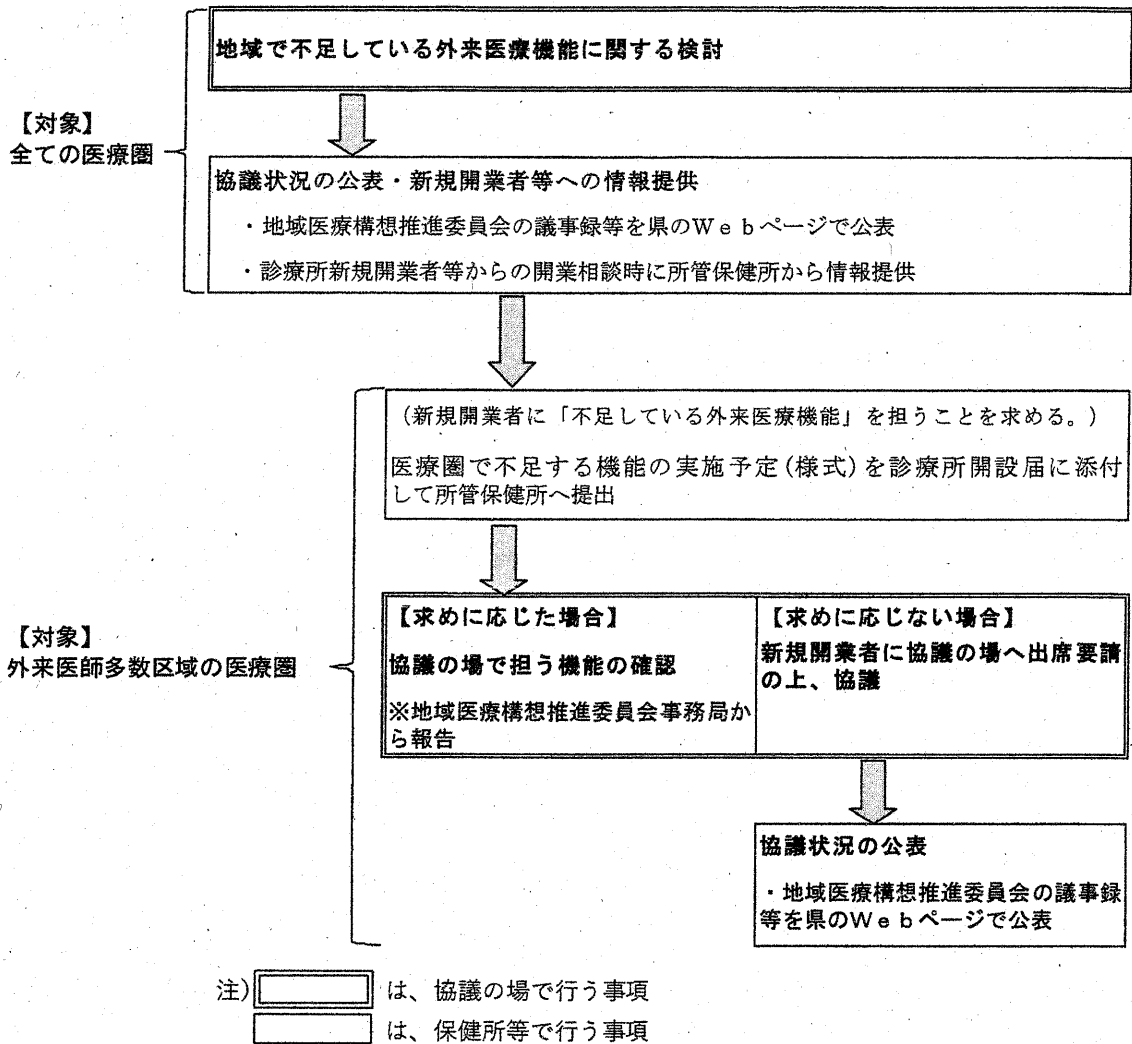 地域で不足している外来医療機能に関する検討
【対象】
全ての医療圏
協議状況の公表・新規開業者等への情報提供
・地域医療構想推進委員会の議事録等を県のWebページで公表
・診療所新規開業者等からの開業相談時に所管保健所から情報提供
（新規開業者に「不足している外来医療機能」を担うことを求める。）
医療圏で不足する機能の実施予定(様式)を診療所開設届に添付
して所管保健所へ提出
【対象】
外来医師多数区域の医療圏
【求めに応じた場合】
協議の場で担う機能の確認
※地域医療構想推進委員会事務局か
ら報告
【求めに応じない場合】
新規開業者に協議の場へ出席要請
の上、協議
協議状況の公表
・地域医療構想推進委員会の議事録
等を県のWebページで公表
注)　は、協議の場で行う事項
は、保健所等で行う事項